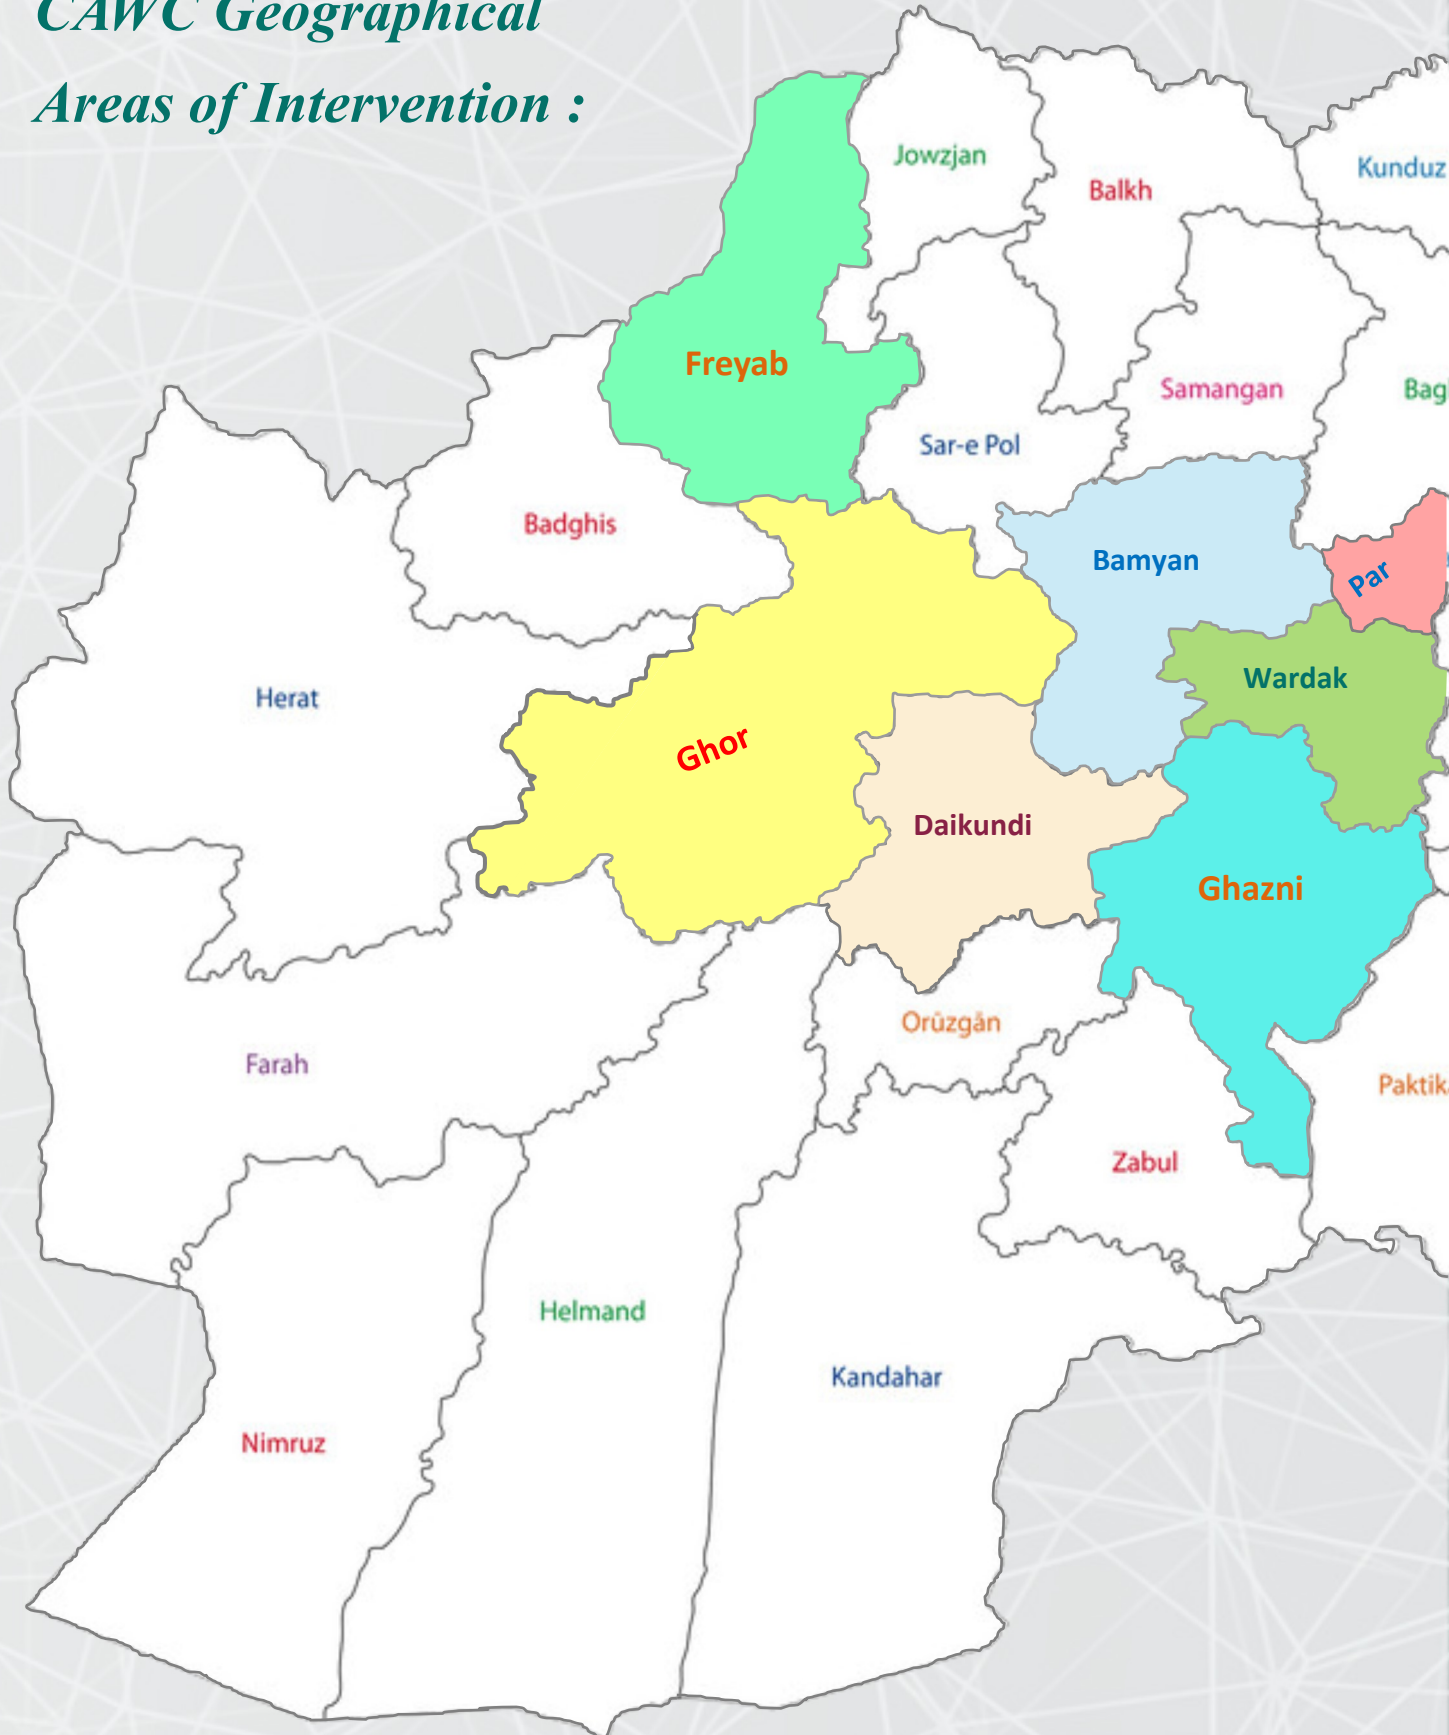 CAWC Geographical
Areas of Intervention :
Jowzjan
Kunduz
Balkh
Freyab
Samangan
Bag
Sar-e Pol
Badghis
Bamyan
Par
Wardak
Herat
Ghor
Daikundi
Ghazni
Orūzgān
Farah
Paktik
Zabul
Helmand
Kandahar
Nimruz